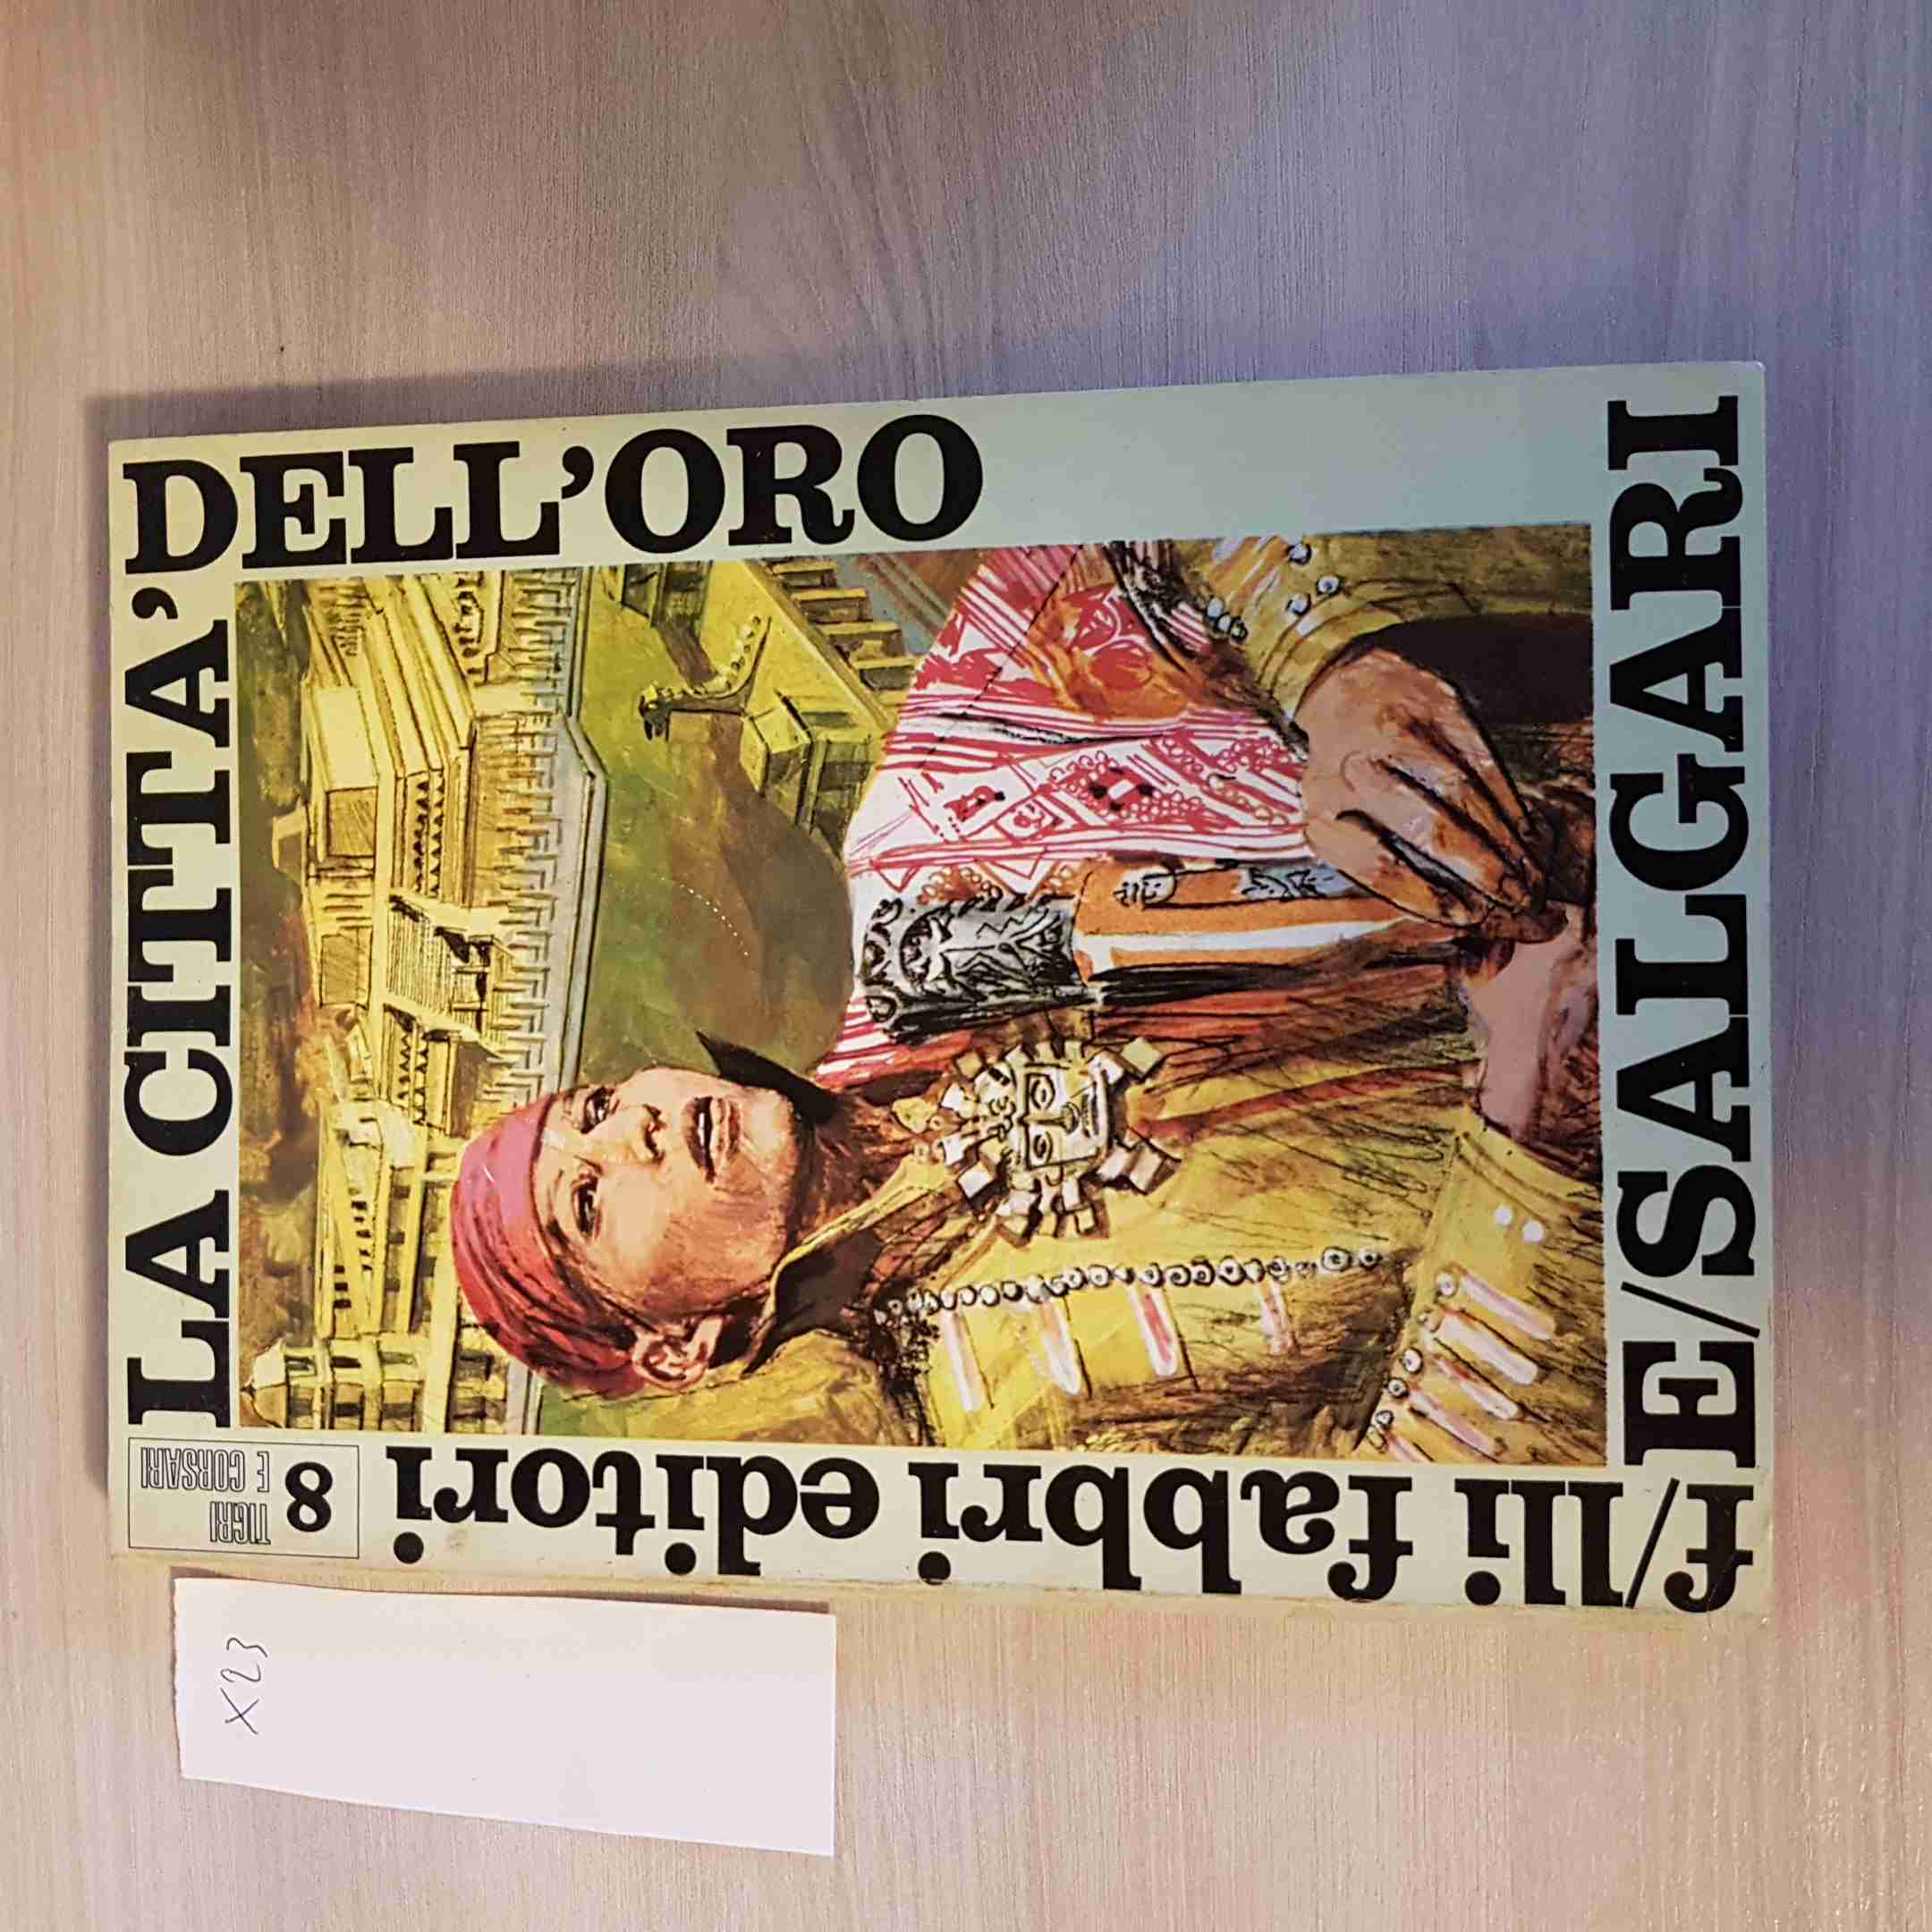 LA CITTA' DELL'ORO
TIGRI
E CORSARI
8
f/lli fabbri editori
E/SALGARI
X23